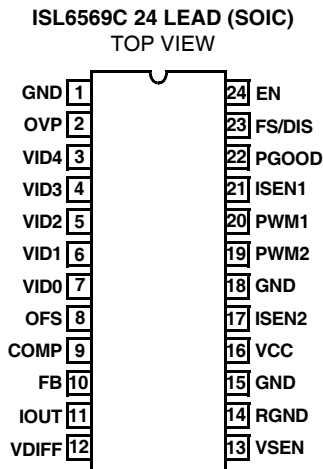 ISL6569C 24 LEAD (SOIC)
TOP VIEW
GND 1 24 EN
OVP 2 23 FS/DIS
VID4 3 22 PGOOD
VID3 4 21 ISEN1
VID2 5 20 PWM1
VID1 6 19 PWM2
VID0 7 18 GND
OFS 8 17 ISEN2
COMP 9 16 VCC
FB 10 15 GND
IOUT 11 14 RGND
VDIFF 12 13 VSEN